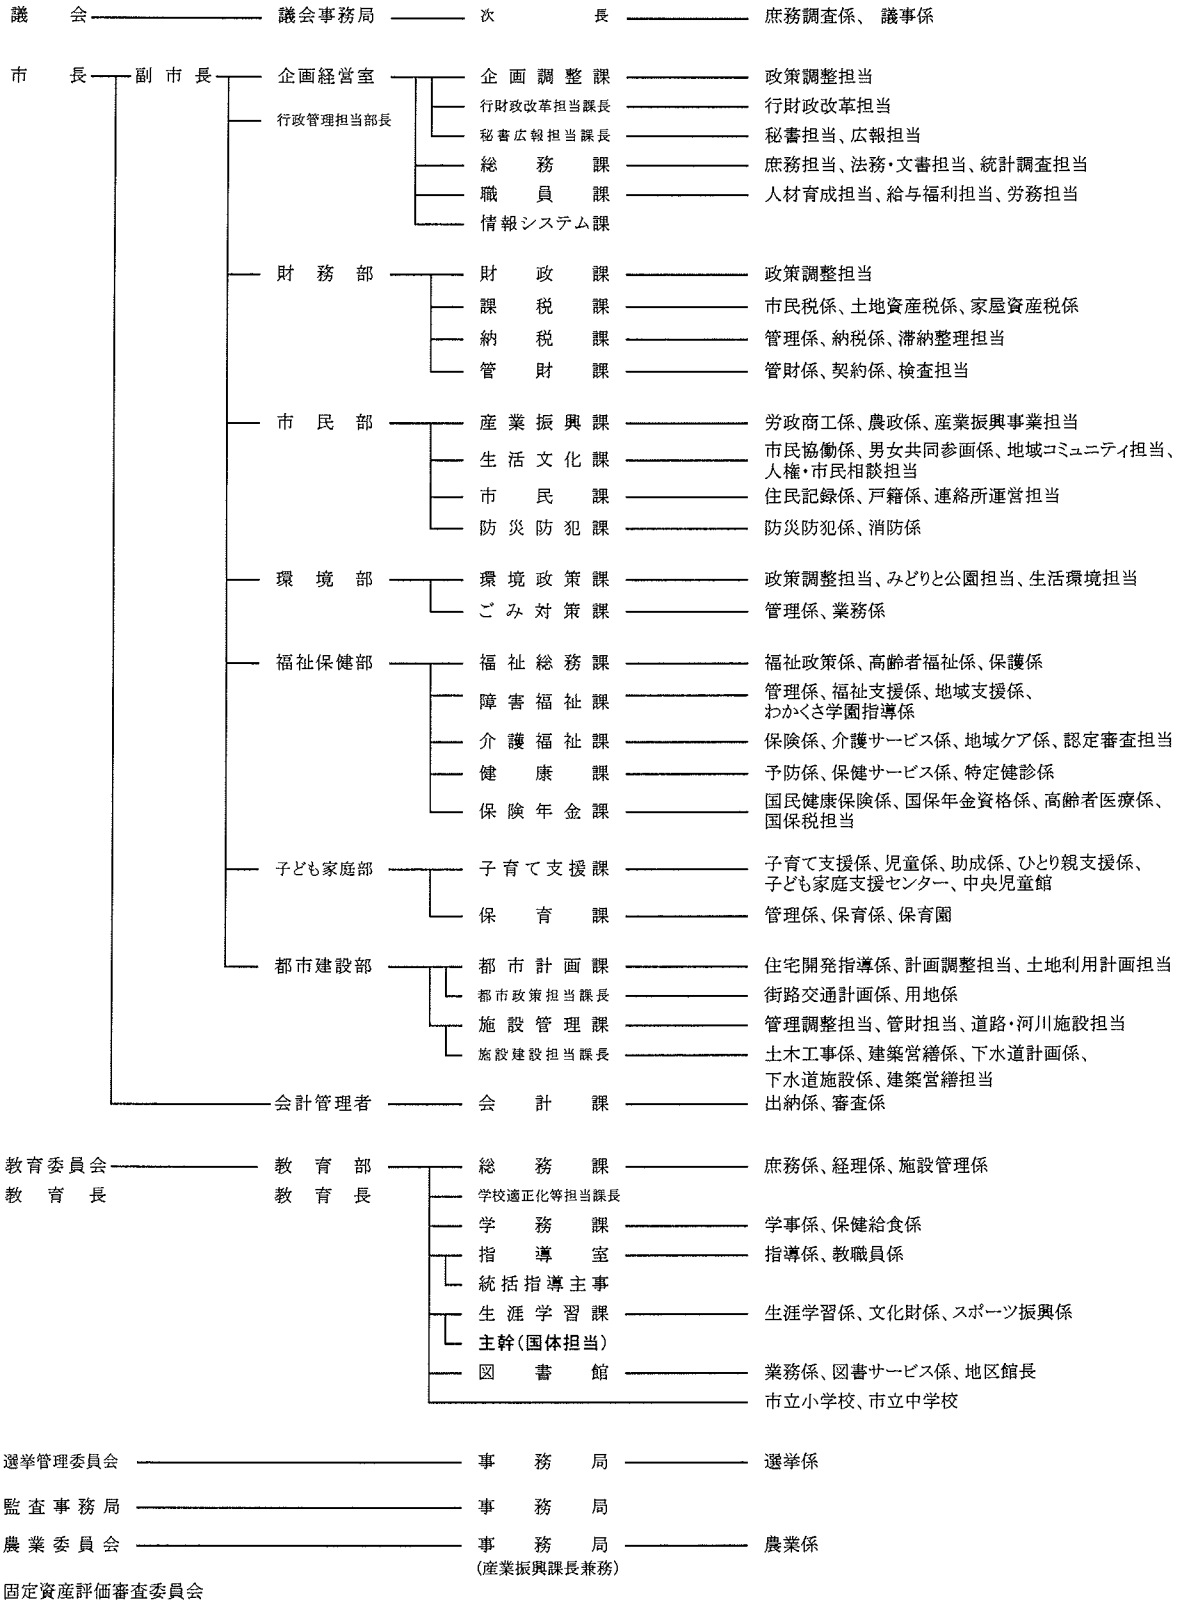 議会 議会事務局 次長 庶務調査係、議事係
市長 副市長 企画経営室 企画調整課 政策調整担当
行財政改革担当課長 行財政改革担当
行政管理担当部長
秘書広報担当課長 秘書担当、広報担当
総務課 庶務担当、法務・文書担当、統計調査担当
職員課 人材育成担当、給与福利担当、労務担当
情報システム課
財務部 財政課 政策調整担当
課税課 市民税係、土地資産税係、家屋資産税係
納税課 管理係、納税係、滞納整理担当
管財課 管財係、契約係、検査担当
市民部 産業振興課 労政商工係、農政係、産業振興事業担当
生活文化課 市民協働係、男女共同参画係、地域コミュニティ担当、
人権・市民相談担当
市民課 住民記録係、戸籍係、連絡所運営担当
防災防犯課 防災防犯係、消防係
環境部 環境政策課 政策調整担当、みどりと公園担当、生活環境担当
ごみ対策課 管理係、業務係
福祉保健部 福祉総務課 福祉政策係、高齢者福祉係、保護係
障害福祉課 管理係、福祉支援係、地域支援係、
わかくさ学園指導係
介護福祉課 保険係、介護サービス係、地域ケア係、認定審査担当
健康課 予防係、保健サービス係、特定健診係
保険年金課 国民健康保険係、国保年金資格係、高齢者医療係、
国保税担当
子ども家庭部 子育て支援課 子育て支援係、児童係、助成係、ひとり親支援係、
子ども家庭支援センター、中央児童館
保育課 管理係、保育係、保育園
都市建設部 都市計画課 住宅開発指導係、計画調整担当、土地利用計画担当
都市政策担当課長 街路交通計画係、用地係
施設管理課 管理調整担当、管財担当、道路・河川施設担当
施設建設担当課長 土木工事係、建築営繕係、下水道計画係、
下水道施設係、建築営繕担当
会計管理者 会計課 出納係、審査係
教育委員会 教育部 総務課 庶務係、経理係、施設管理係
教育長 教育長 学校適正化等担当課長
学務課 学事係、保健給食係
指導室 指導係、教職員係
統括指導主事
生涯学習課 生涯学習係、文化財係、スポーツ振興係
主幹(国体担当)
図書館 業務係、図書サービス係、地区館長
市立小学校、市立中学校
選挙管理委員会 事務局 選挙係
監査事務局 事務局
農業委員会 事務局 農業係
(産業振興課長兼務)
固定資産評価審査委員会